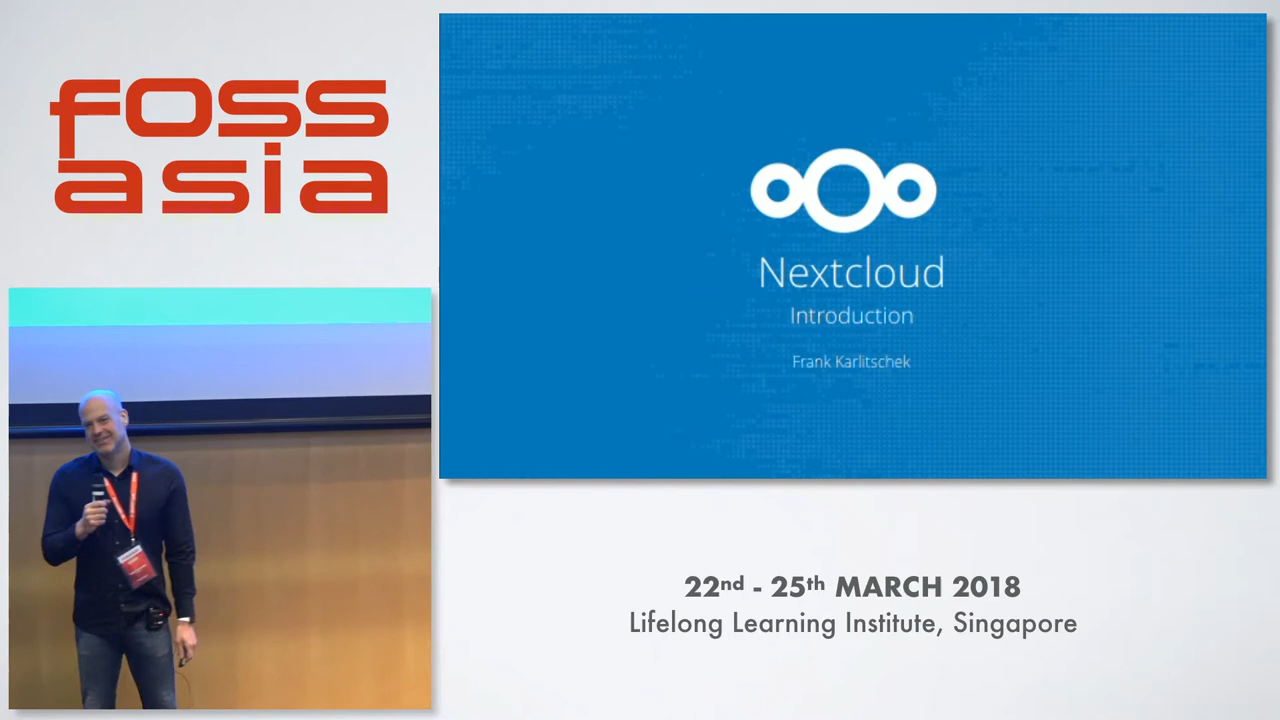 foss
asia
Nextcloud
Introduction
Frank Karlitschek
22nd - 25th MARCH 2018
Lifelong Learning Institute, Singapore